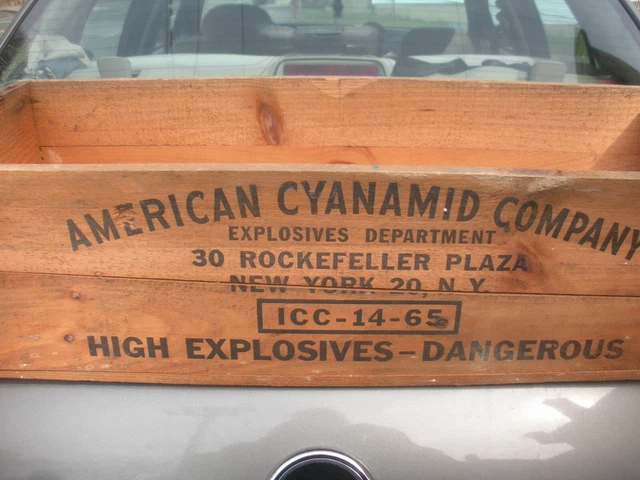 AMERICAN CYANAMID COMPANY
EXPLOSIVES DEPARTMENT
30 ROCKEFELLER PLAZA
NEW YORK 20, N.Y.
ICC-14-65
HIGH EXPLOSIVES-DANGEROUS